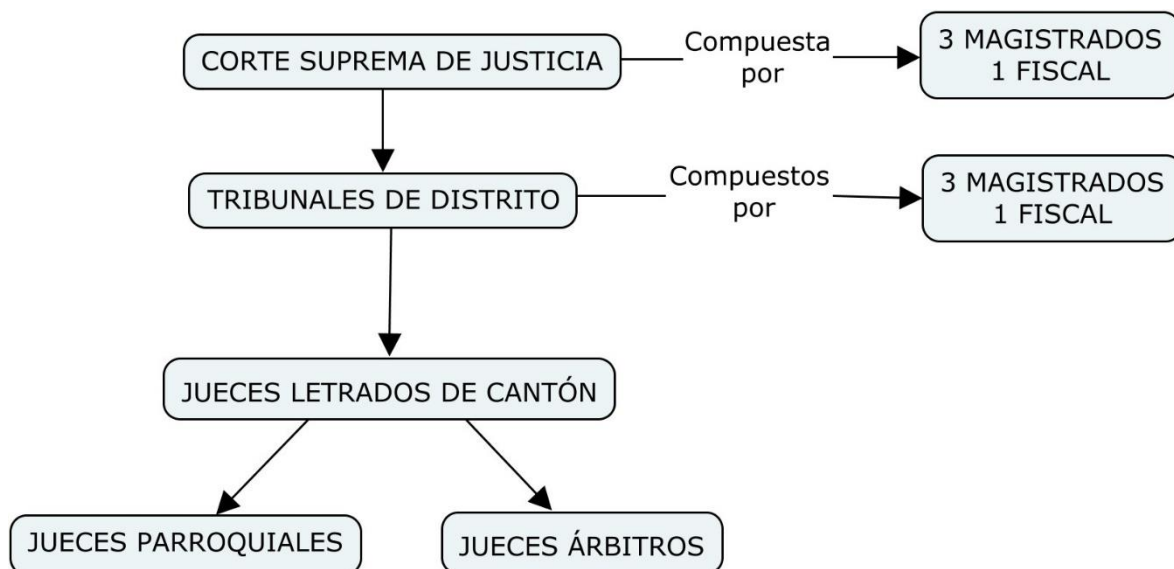 CORTE SUPREMA DE JUSTICIA
Compuesta
por
3 MAGISTRADOS
1 FISCAL
TRIBUNALES DE DISTRITO
Compuestos
por
3 MAGISTRADOS
1 FISCAL
JUECES LETRADOS DE CANTÓN
JUECES PARROQUIALES
JUECES ÁRBITROS